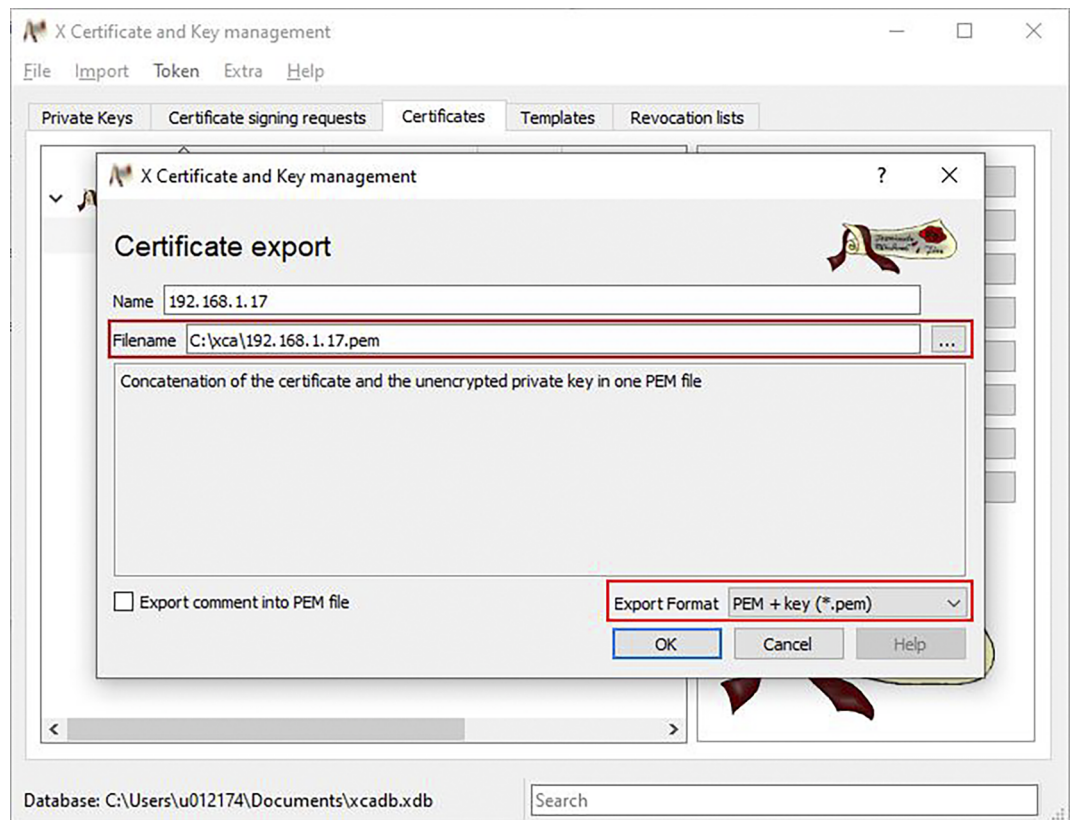 X Certificate and Key management
File Import Token Extra Help
Private Keys Certificate signing requests Certificates Templates Revocation lists
X Certificate and Key management ?
Certificate export
Name 192.168.1.17
Filename C:\xca\192.168.1.17.pem ...
Concatenation of the certificate and the unencrypted private key in one PEM file
Export comment into PEM file
Export Format PEM + key (*.pem)
OK Cancel Help
Database: C:\Users\u012174\Documents\xcadb.xdb Search